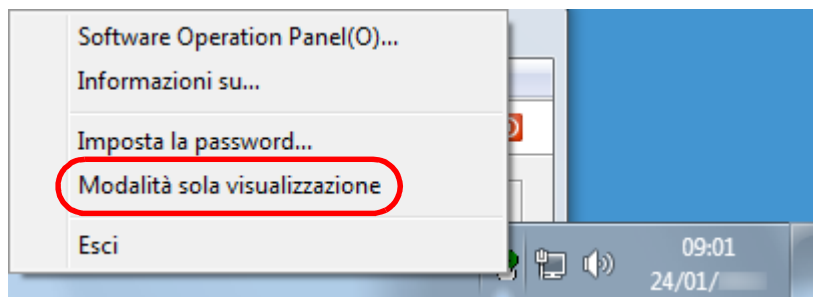 Software Operation Panel(O)...
Informazioni su...
Imposta la password...
Modalità sola visualizzazione
Esci
09:01
24/01/